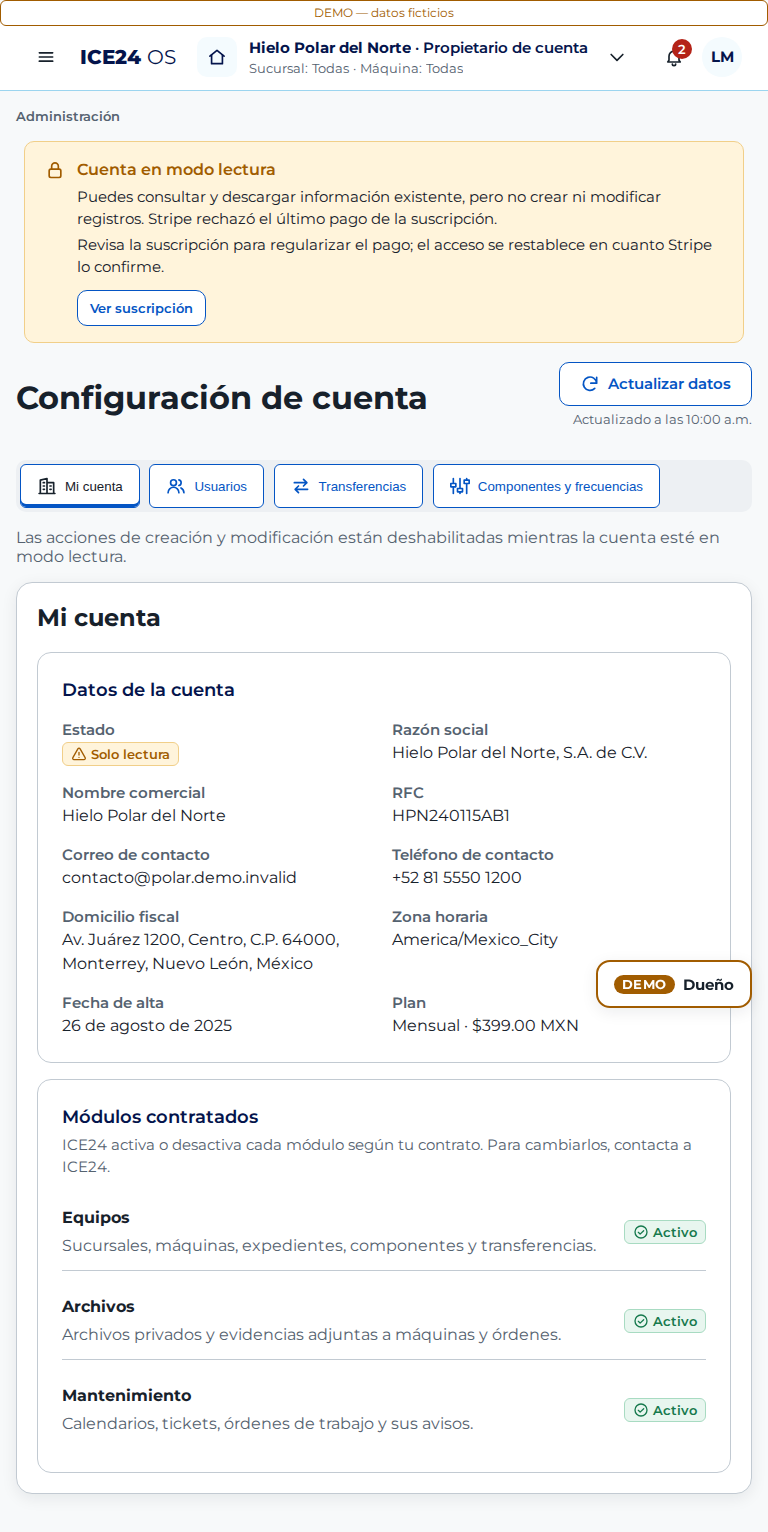 DEMO — datos ficticios
ICE24 OS
Hielo Polar del Norte · Propietario de cuenta
Sucursal: Todas · Máquina: Todas
2
LM
Administración
Cuenta en modo lectura
Puedes consultar y descargar información existente, pero no crear ni modificar
registros. Stripe rechazó el último pago de la suscripción.
Revisa la suscripción para regularizar el pago; el acceso se restablece en cuanto Stripe
lo confirme.
Ver suscripción
Configuración de cuenta
Actualizar datos
Actualizado a las 10:00 a.m.
Mi cuenta
Usuarios
Transferencias
Componentes y frecuencias
Las acciones de creación y modificación están deshabilitadas mientras la cuenta esté en
modo lectura.
Mi cuenta
Datos de la cuenta
Estado
Solo lectura
Razón social
Hielo Polar del Norte, S.A. de C.V.
Nombre comercial
Hielo Polar del Norte
RFC
HPN240115AB1
Correo de contacto
contacto@polar.demo.invalid
Teléfono de contacto
+52 81 5550 1200
Domicilio fiscal
Av. Juárez 1200, Centro, C.P. 64000,
Monterrey, Nuevo León, México
Zona horaria
America/Mexico_City
DEMO Dueño
Fecha de alta
26 de agosto de 2025
Plan
Mensual · $399.00 MXN
Módulos contratados
ICE24 activa o desactiva cada módulo según tu contrato. Para cambiarlos, contacta a
ICE24.
Equipos
Sucursales, máquinas, expedientes, componentes y transferencias.
Activo
Archivos
Archivos privados y evidencias adjuntas a máquinas y órdenes.
Activo
Mantenimiento
Calendarios, tickets, órdenes de trabajo y sus avisos.
Activo